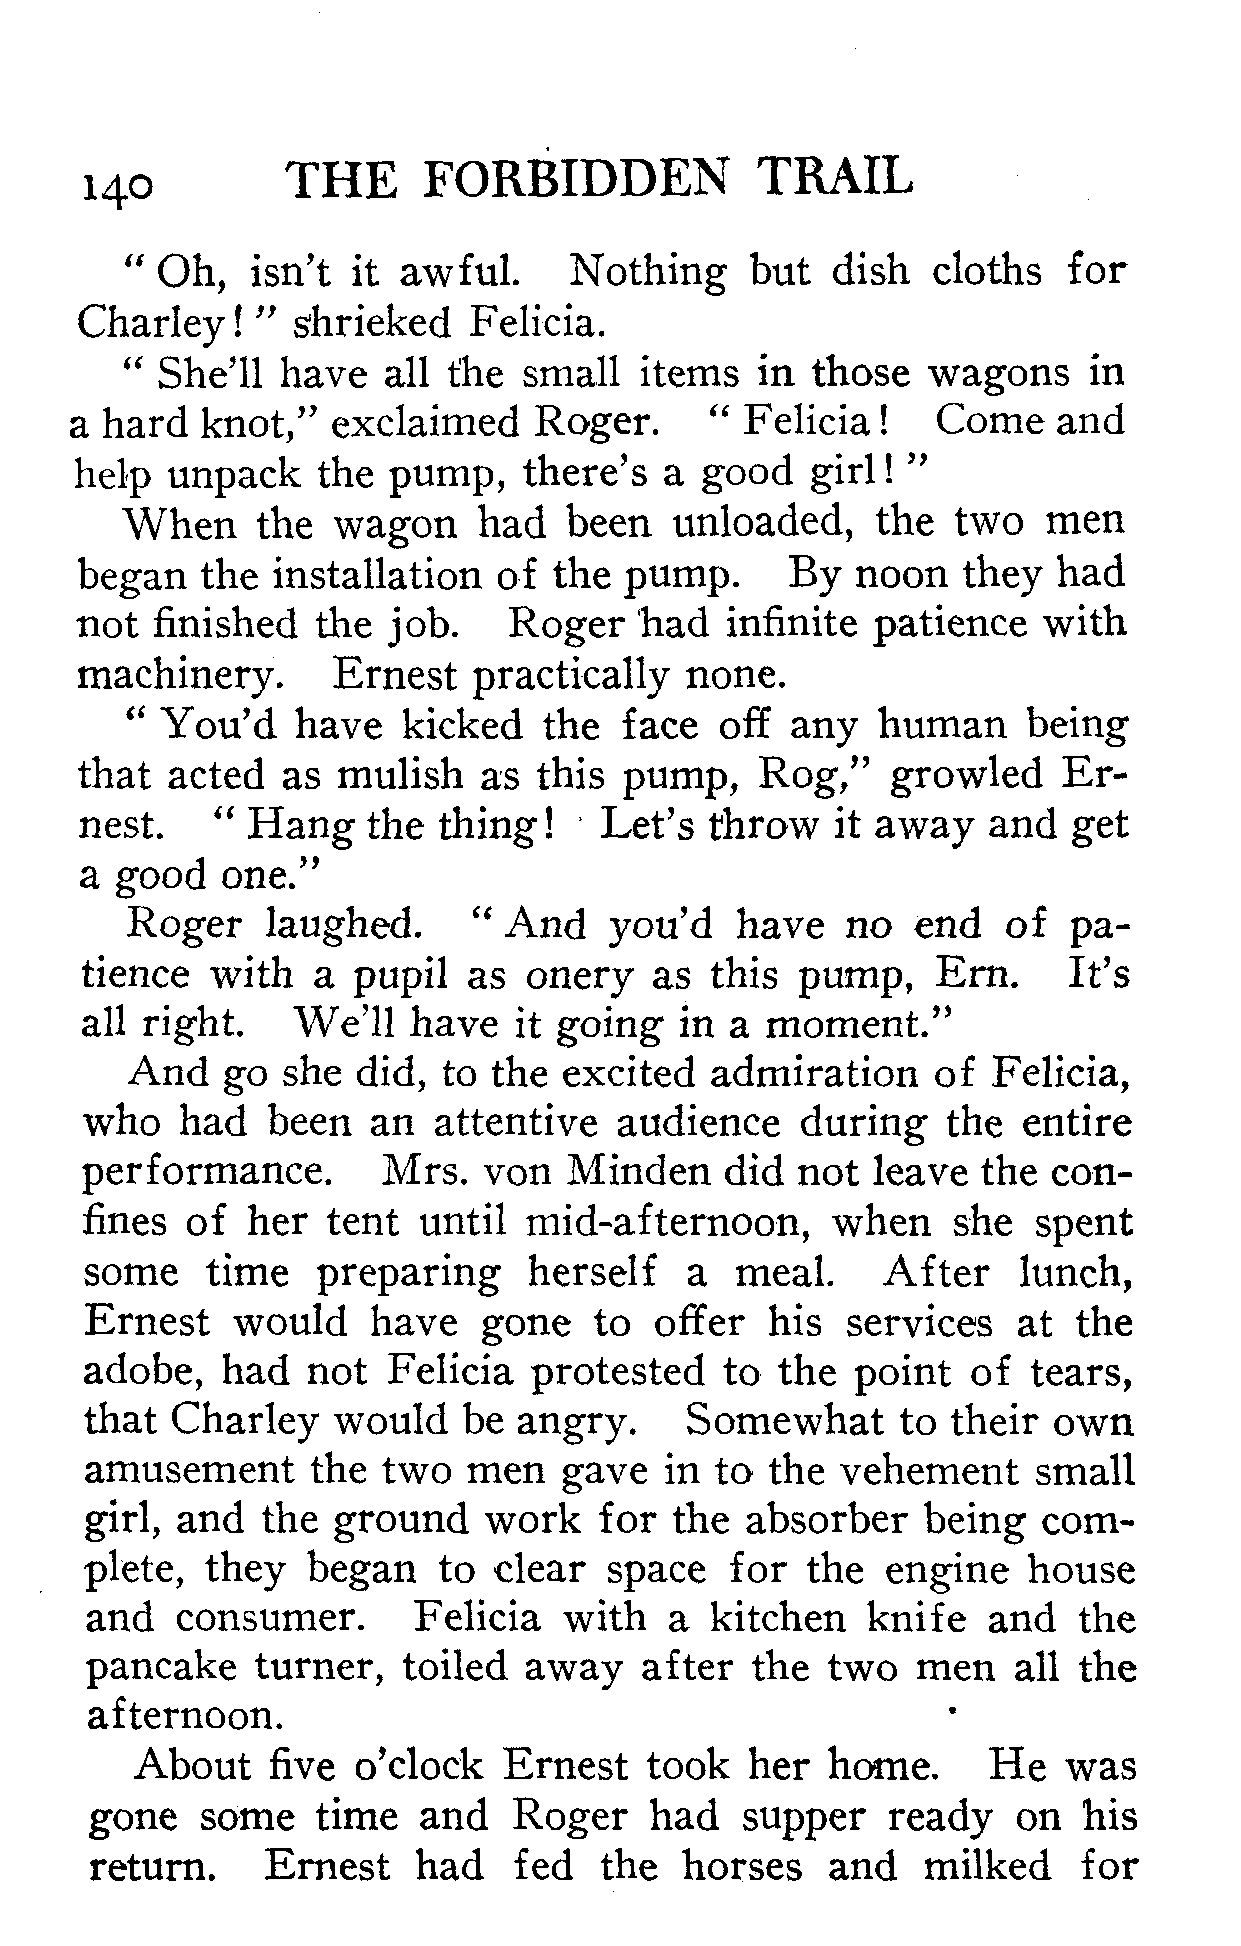 140 THE FORBIDDEN TRAIL
" Oh, isn't it awful. Nothing but dish cloths for
Charley! " shrieked Felicia.
" She'll have all the small items in those wagons in
a hard knot," exclaimed Roger. " Felicia! Come and
help unpack the pump, there's a good girl! "
When the wagon had been unloaded, the two men
began the installation of the pump. By noon they had
not finished the job. Roger had infinite patience with
machinery. Ernest practically none.
" You'd have kicked the face off any human being
that acted as mulish as this pump, Rog," growled Er-
nest. " Hang the thing! Let's throw it away and get
a good one."
Roger laughed. " And you'd have no end of pa-
tience with a pupil as onery as this pump, Ern. It's
all right. We'll have it going in a moment."
And go she did, to the excited admiration of Felicia,
who had been an attentive audience during the entire
performance. Mrs. von Minden did not leave the con-
fines of her tent until mid-afternoon, when she spent
some time preparing herself a meal. After lunch,
Ernest would have gone to offer his services at the
adobe, had not Felicia protested to the point of tears,
that Charley would be angry. Somewhat to their own
amusement the two men gave in to the vehement small
girl, and the ground work for the absorber being com-
plete, they began to clear space for the engine house
and consumer. Felicia with a kitchen knife and the
pancake turner, toiled away after the two men all the
afternoon.
About five o'clock Ernest took her home. He was
gone some time and Roger had supper ready on his
return. Ernest had fed the horses and milked for